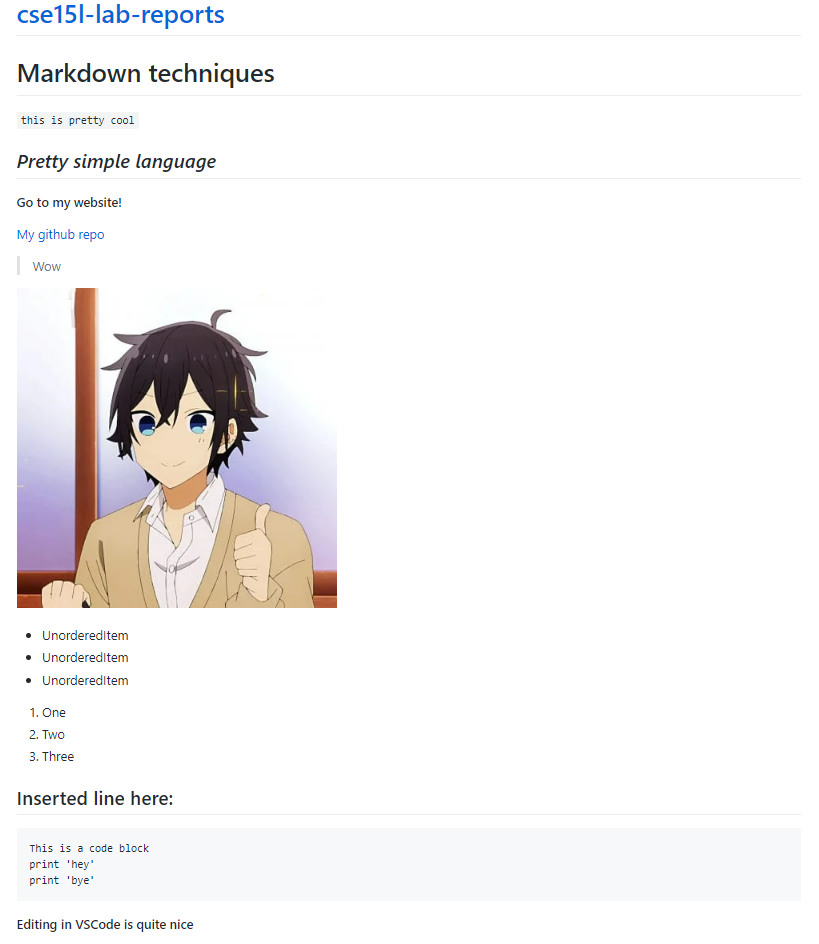 cse15l-lab-reports
Markdown techniques
this is pretty cool
Pretty simple language
Go to my website!
My github repo
Wow
UnorderedItem
UnorderedItem
UnorderedItem
1. One
2. Two
3. Three
Inserted line here:
This is a code block
print 'hey'
print 'bye'
Editing in VSCode is quite nice